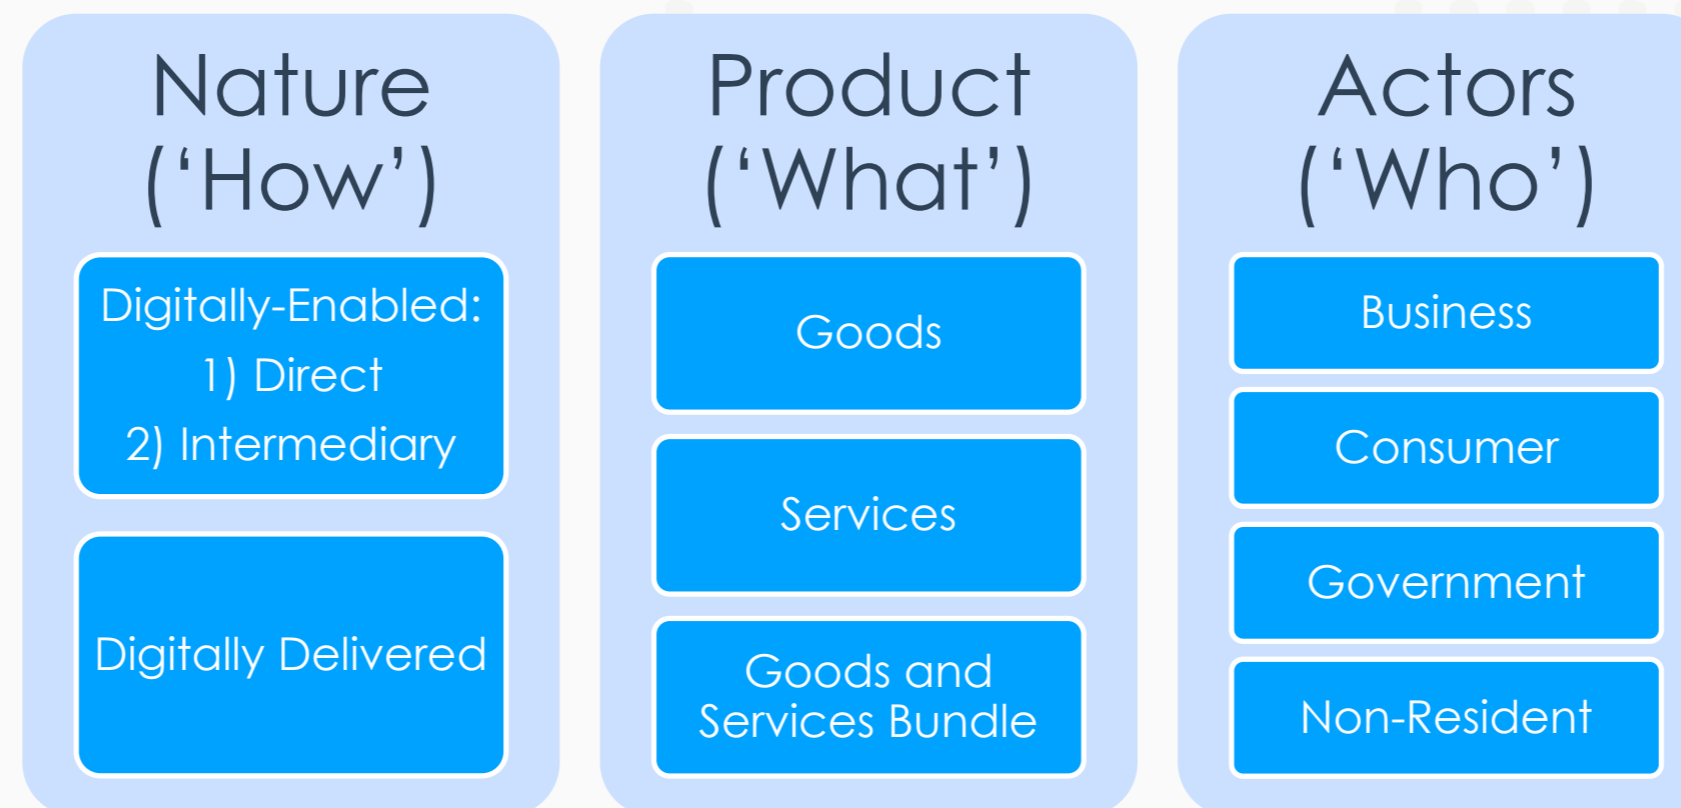 Nature
(‘How’)
Digitally-Enabled:
1) Direct
2) Intermediary
Digitally Delivered
Product
(‘What’)
Goods
Services
Goods and
Services Bundle
Actors
(‘Who’)
Business
Consumer
Government
Non-Resident